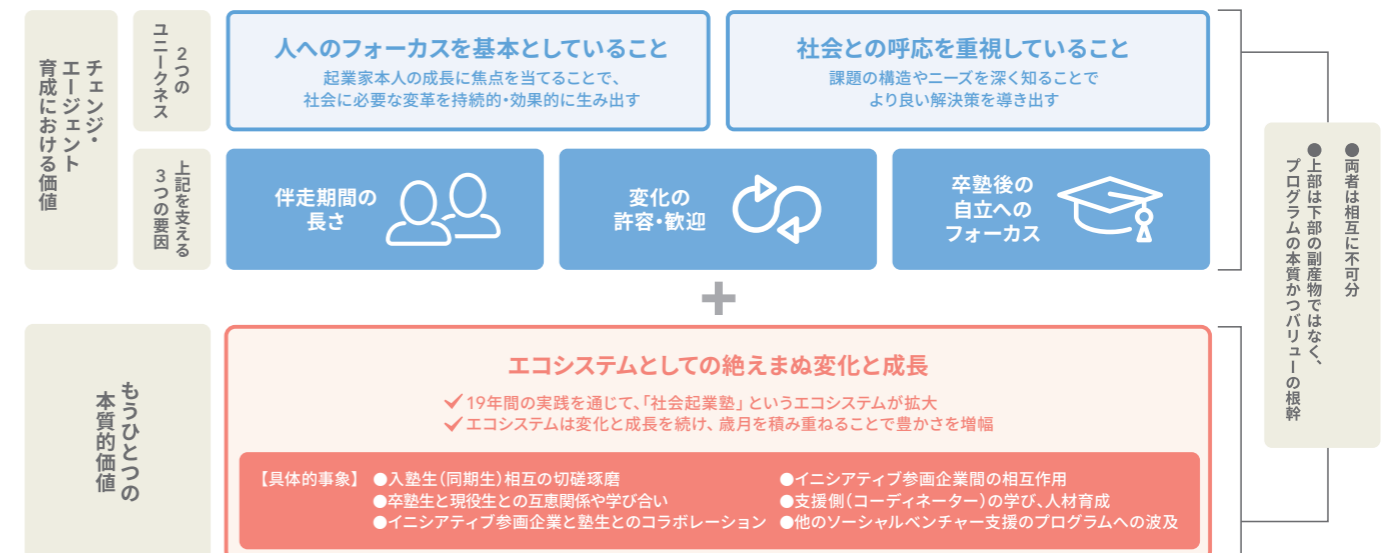 チェンジ・
エージェント
育成における価値
2つの
ユニークネス
人へのフォーカスを基本としていること
起業家本人の成長に焦点を当てることで、
社会に必要な変革を持続的・効果的に生み出す
社会との呼応を重視していること
課題の構造やニーズを深く知ることで
より良い解決策を導き出す
上記を支える
3つの要因
伴走期間の
長さ
変化の
許容・歓迎
卒塾後の
自立への
フォーカス
+
もうひとつの
本質的価値
エコシステムとしての絶えまぬ変化と成長
19年間の実践を通じて、「社会起業塾」というエコシステムが拡大
エコシステムは変化と成長を続け、歳月を積み重ねることで豊かさを増幅
【具体的事象】
●入塾生（同期生）相互の切磋琢磨
●卒塾生と現役生との互恵関係や学び合い
●イニシアティブ参画企業と塾生とのコラボレーション
●イニシアティブ参画企業間の相互作用
●支援側（コーディネーター）の学び、人材育成
●他のソーシャルベンチャー支援のプログラムへの波及
●両者は相互に不可分
●上部は下部の副産物ではなく、
プログラムの本質かつバリューの根幹